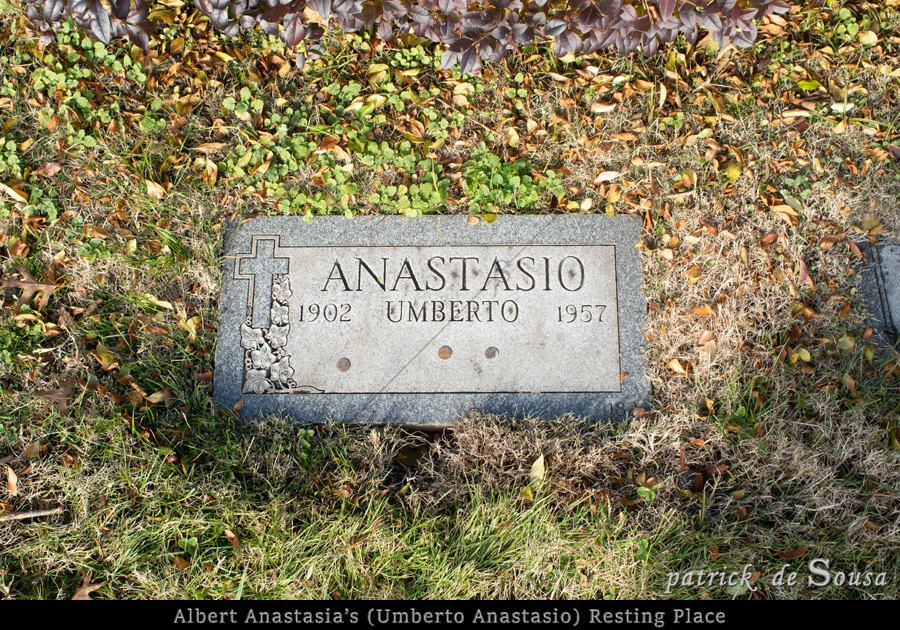 ANASTASIO
1902 UMBERTO 1957
patrick de Sousa
Albert Anastasia's (Umberto Anastasio) Resting Place